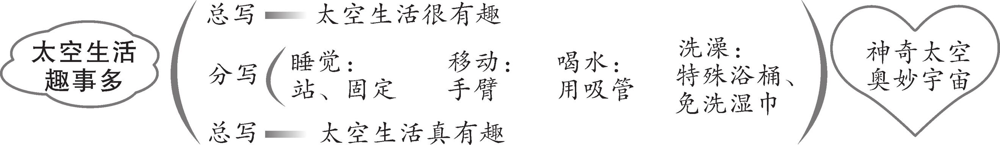 太空生活
趣事多
总写 太空生活很有趣
分写
睡觉：
站、固定
移动：
手臂
喝水：
用吸管
洗澡：
特殊浴桶、
免洗湿巾
总写 太空生活真有趣
神奇太空
奥妙宇宙